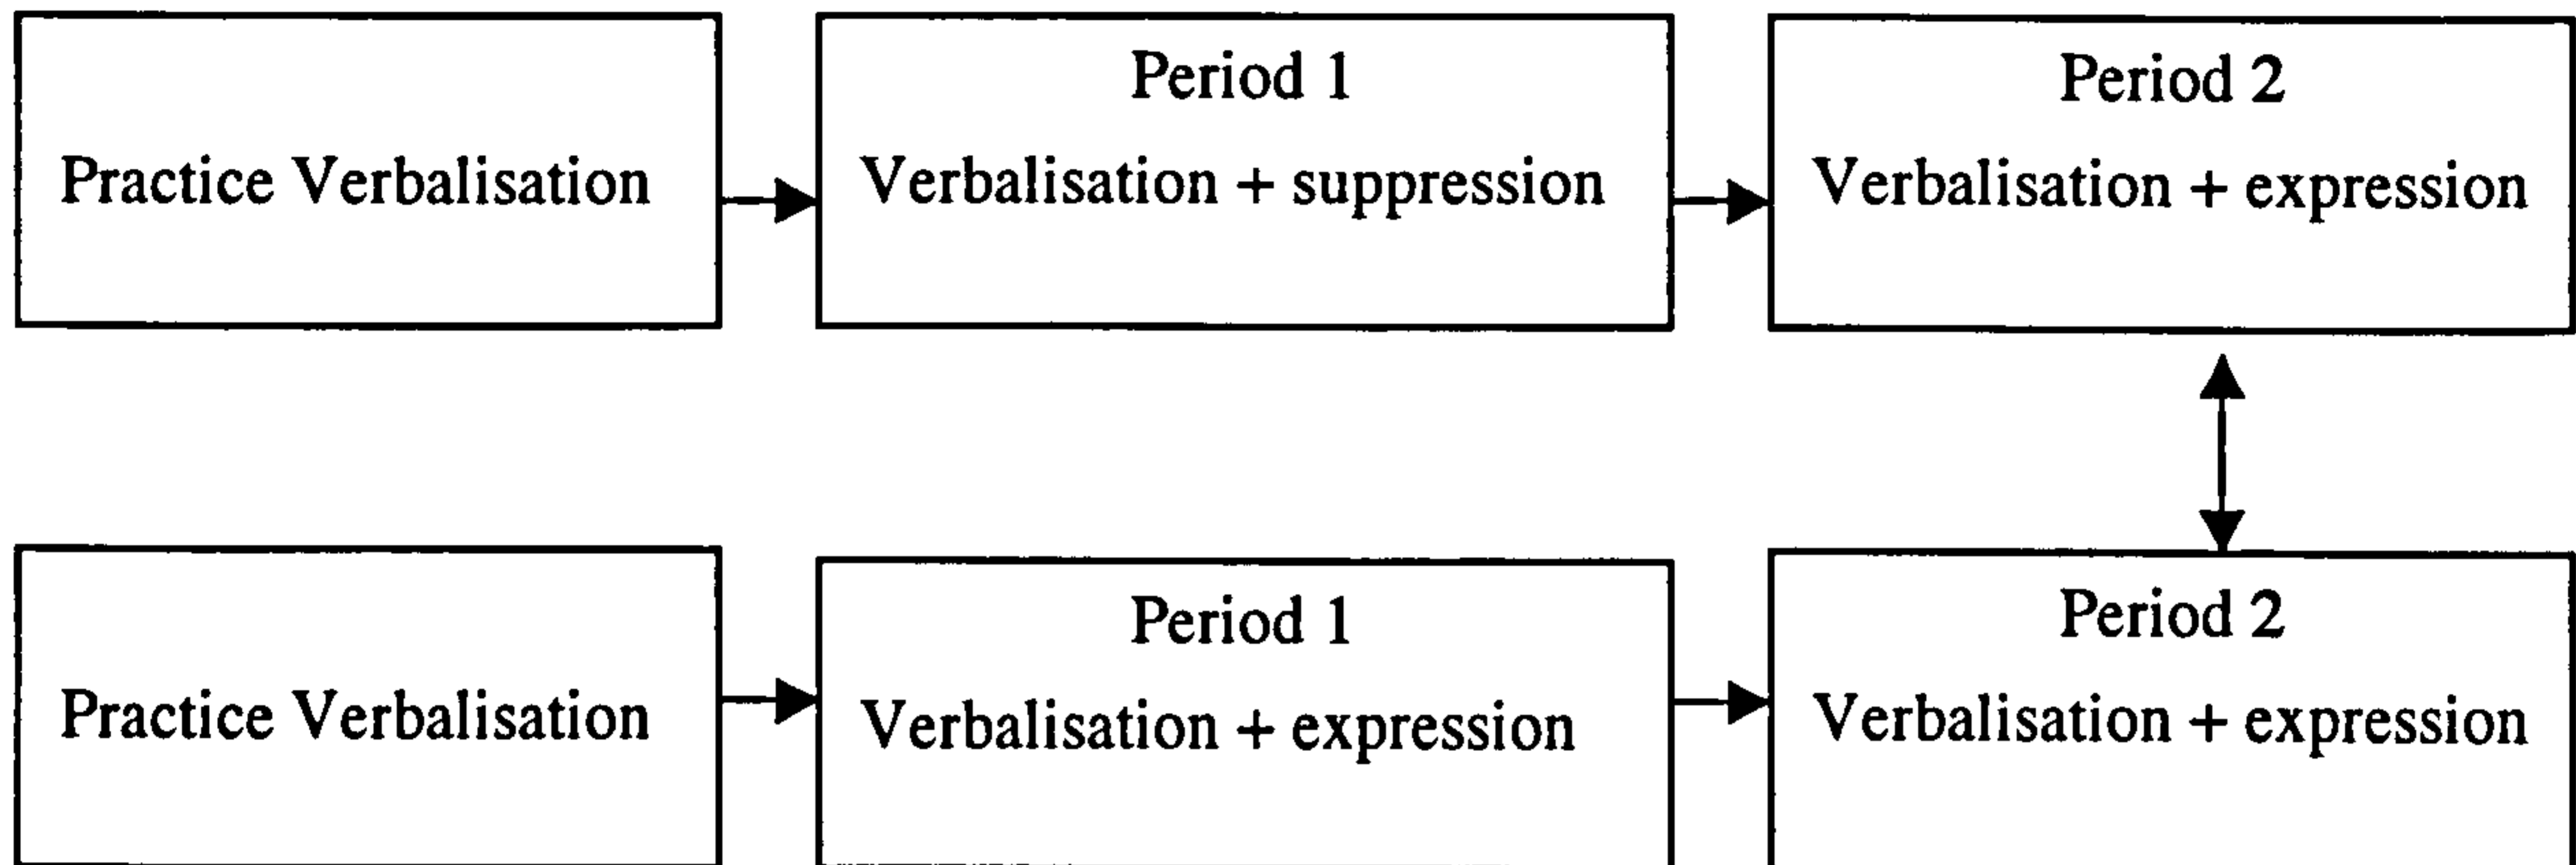 Practice Verbalisation
Period 1
Verbalisation + suppression
Period 2
Verbalisation + expression
Practice Verbalisation
Period 1
Verbalisation + expression
Period 2
Verbalisation + expression